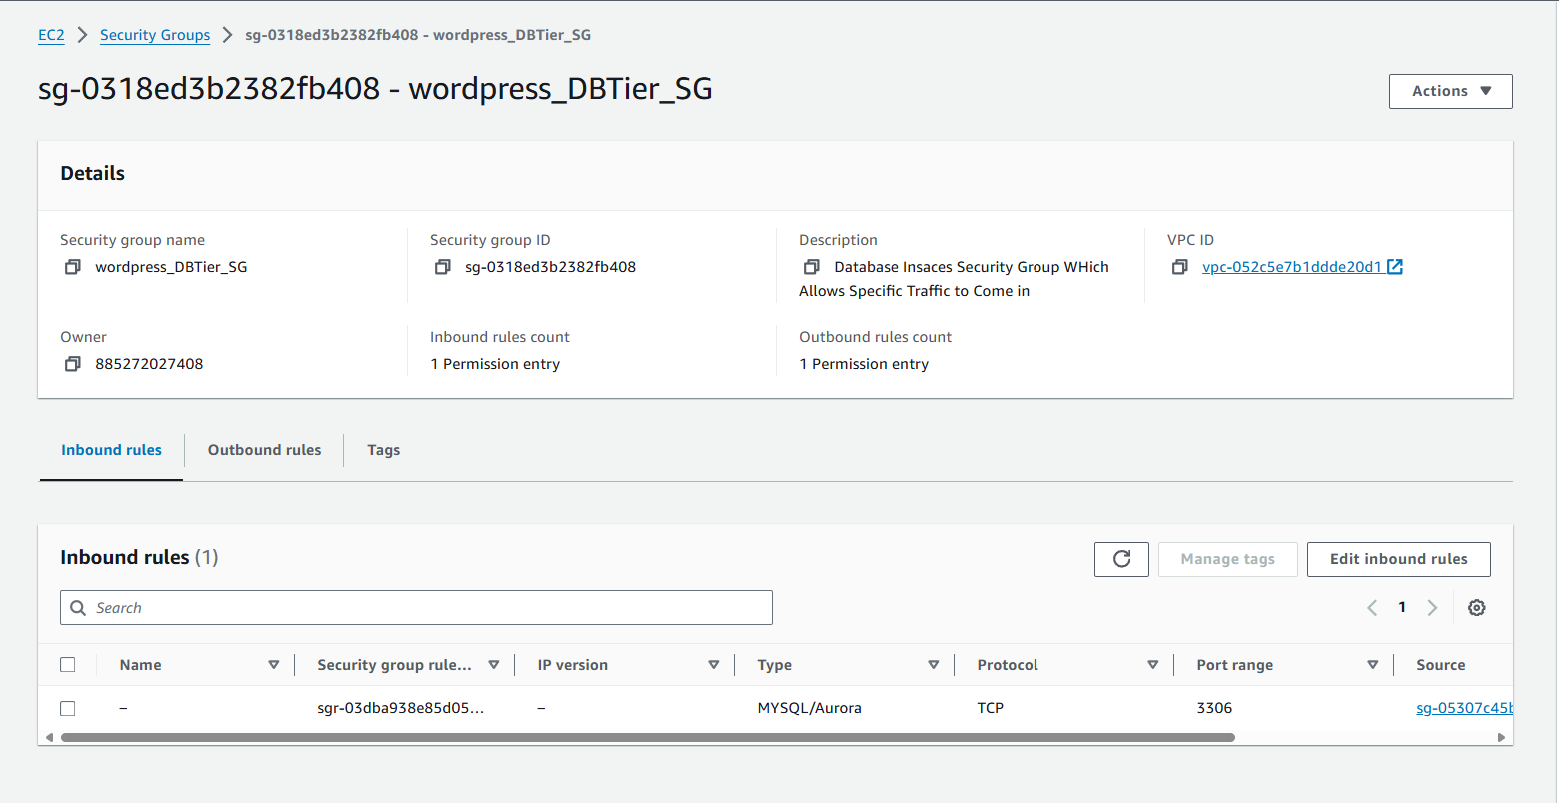 EC2 > Security Groups > sg-0318ed3b2382fb408 - wordpress_DBTier_SG
sg-0318ed3b2382fb408 - wordpress_DBTier_SG
Actions
Details
Security group name
wordpress_DBTier_SG
Security group ID
sg-0318ed3b2382fb408
Description
Database Insaces Security Group WHich
Allows Specific Traffic to Come in
VPC ID
vpc-052c5e7b1ddde20d1
Owner
885272027408
Inbound rules count
1 Permission entry
Outbound rules count
1 Permission entry
Inbound rules Outbound rules Tags
Inbound rules (1)
Manage tags Edit inbound rules
Search
1
Name Security group rule... IP version Type Protocol Port range Source
– sgr-03dba938e85d05... – MYSQL/Aurora TCP 3306 sg-05307c45b